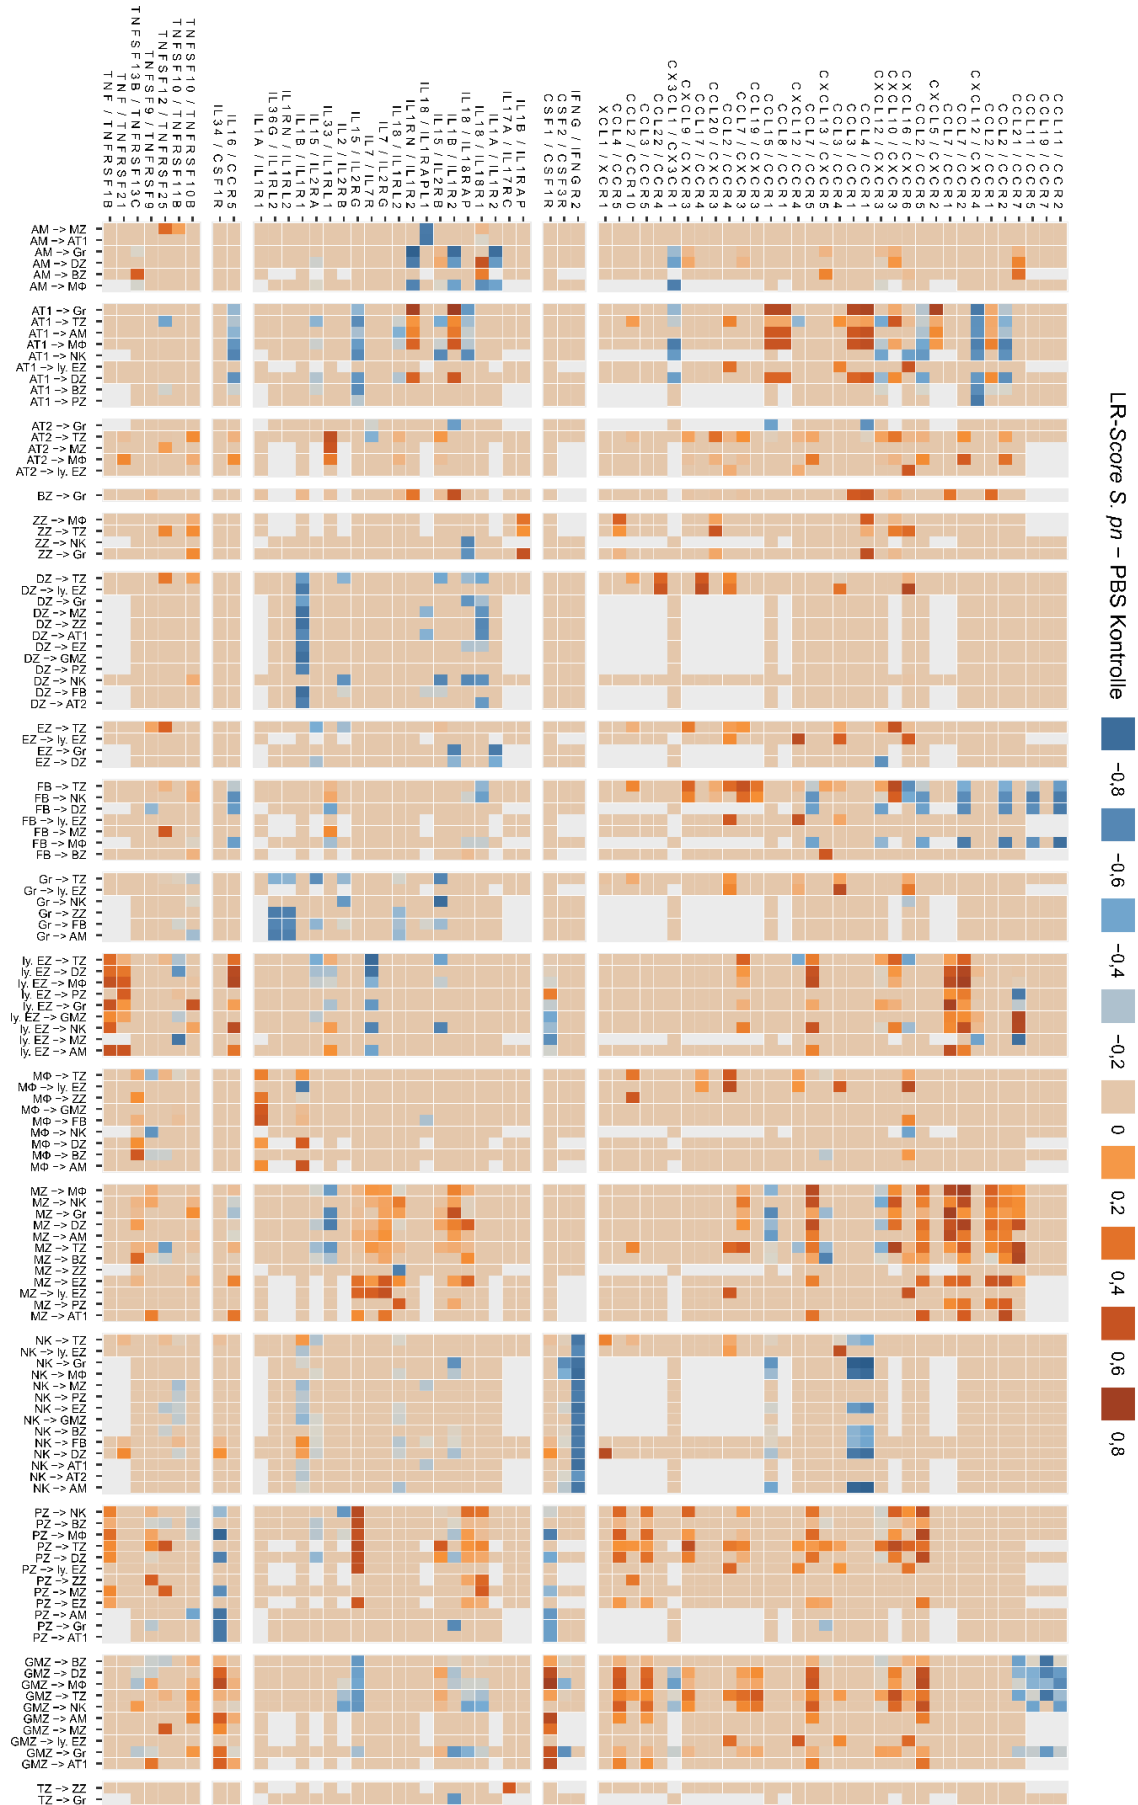 TNF / TNFRSF1B
TNF / TNFRSF21
TNFSF13B / TNFRSF13C
TNFSF9 / TNFRSF9
TNFSF12 / TNFRSF25
TNFSF10 / TNFRSF11B
TNFSF10 / TNFRSF10B
IL34 / CSF1R
IL16 / CCR5
IL1A / IL1R1
IL36G / IL1RL2
IL1RN / IL1RL2
IL1B / IL1R1
IL15 / IL2RA
IL33 / IL1RL1
IL2 / IL2RB
IL15 / IL2RG
IL7 / IL7R
IL7 / IL2RG
IL18 / IL1RL2
IL1RN / IL1R2
IL18 / IL1RAPL1
IL15 / IL2RB
IL1B / IL1R2
IL18 / IL18RAP
IL18 / IL18R1
IL1A / IL1R2
IL17A / IL17RC
IL1B / IL1RAP
CSF1 / CSF1R
CSF2 / CSF3R
IFNG / IFNGR2
XCL1 / XCR1
CCL4 / CCR5
CCL2 / CCR10
CCL3 / CCR5
CCL22 / CCR4
CX3CL1 / CX3CR1
CXCL9 / CXCR3
CCL17 / CCR4
CCL20 / CXCR3
CCL2 / CCR4
CCL7 / CXCR3
CCL19 / CXCR3
CCL15 / CCR1
CCL8 / CCR1
CXCL12 / CCR4
CCL7 / CCR5
CXCL13 / CXCR5
CCL3 / CCR4
CCL3 / CCR1
CCL4 / CCR1
CXCL12 / CXCR3
CXCL10 / CXCR3
CXCL16 / CXCR6
CCL2 / CCR5
CXCL5 / CXCR2
CCL7 / CCR1
CCL7 / CCR2
CXCL12 / CXCR4
CCL2 / CCR1
CCL2 / CCR2
CCL21 / CCR7
CCL11 / CCR5
CCL19 / CCR7
CCL11 / CCR2
AM -> MZ
AM -> AT1
AM -> Gr
AM -> DZ
AM -> BZ
AM -> MΦ
AT1 -> Gr
AT1 -> TZ
AT1 -> AM
AT1 -> MΦ
AT1 -> NK
AT1 -> ly. EZ
AT1 -> DZ
AT1 -> BZ
AT1 -> PZ
AT2 -> Gr
AT2 -> TZ
AT2 -> MZ
AT2 -> MΦ
AT2 -> ly. EZ
BZ -> Gr
ZZ -> MΦ
ZZ -> TZ
ZZ -> NK
ZZ -> Gr
DZ -> TZ
DZ -> ly. EZ
DZ -> Gr
DZ -> MZ
DZ -> ZZ
DZ -> AT1
DZ -> EZ
DZ -> GMZ
DZ -> PZ
DZ -> NK
DZ -> FB
DZ -> AT2
EZ -> TZ
EZ -> ly. EZ
EZ -> Gr
EZ -> DZ
FB -> TZ
FB -> NK
FB -> DZ
FB -> ly. EZ
FB -> MZ
FB -> MΦ
FB -> BZ
Gr -> TZ
Gr -> ly. EZ
Gr -> NK
Gr -> ZZ
Gr -> FB
Gr -> AM
ly. EZ -> TZ
ly. EZ -> DZ
ly. EZ -> MΦ
ly. EZ -> PZ
ly. EZ -> Gr
ly. EZ -> GMZ
ly. EZ -> NK
ly. EZ -> MZ
ly. EZ -> AM
MΦ -> TZ
MΦ -> ly. EZ
MΦ -> ZZ
MΦ -> GMZ
MΦ -> FB
MΦ -> NK
MΦ -> DZ
MΦ -> BZ
MΦ -> AM
MZ -> MΦ
MZ -> NK
MZ -> Gr
MZ -> DZ
MZ -> AM
MZ -> TZ
MZ -> BZ
MZ -> ZZ
MZ -> EZ
MZ -> ly. EZ
MZ -> PZ
MZ -> AT1
NK -> TZ
NK -> ly. EZ
NK -> Gr
NK -> MΦ
NK -> MZ
NK -> PZ
NK -> EZ
NK -> GMZ
NK -> BZ
NK -> FB
NK -> DZ
NK -> AT1
NK -> AT2
NK -> AM
PZ -> NK
PZ -> BZ
PZ -> MΦ
PZ -> TZ
PZ -> DZ
PZ -> ly. EZ
PZ -> ZZ
PZ -> MZ
PZ -> EZ
PZ -> AM
PZ -> Gr
PZ -> AT1
GMZ -> BZ
GMZ -> DZ
GMZ -> MΦ
GMZ -> TZ
GMZ -> NK
GMZ -> AM
GMZ -> MZ
GMZ -> ly. EZ
GMZ -> Gr
GMZ -> AT1
TZ -> ZZ
TZ -> Gr
LR-Score S. pn – PBS Kontrolle
−0,8
−0,6
−0,4
−0,2
0
0,2
0,4
0,6
0,8